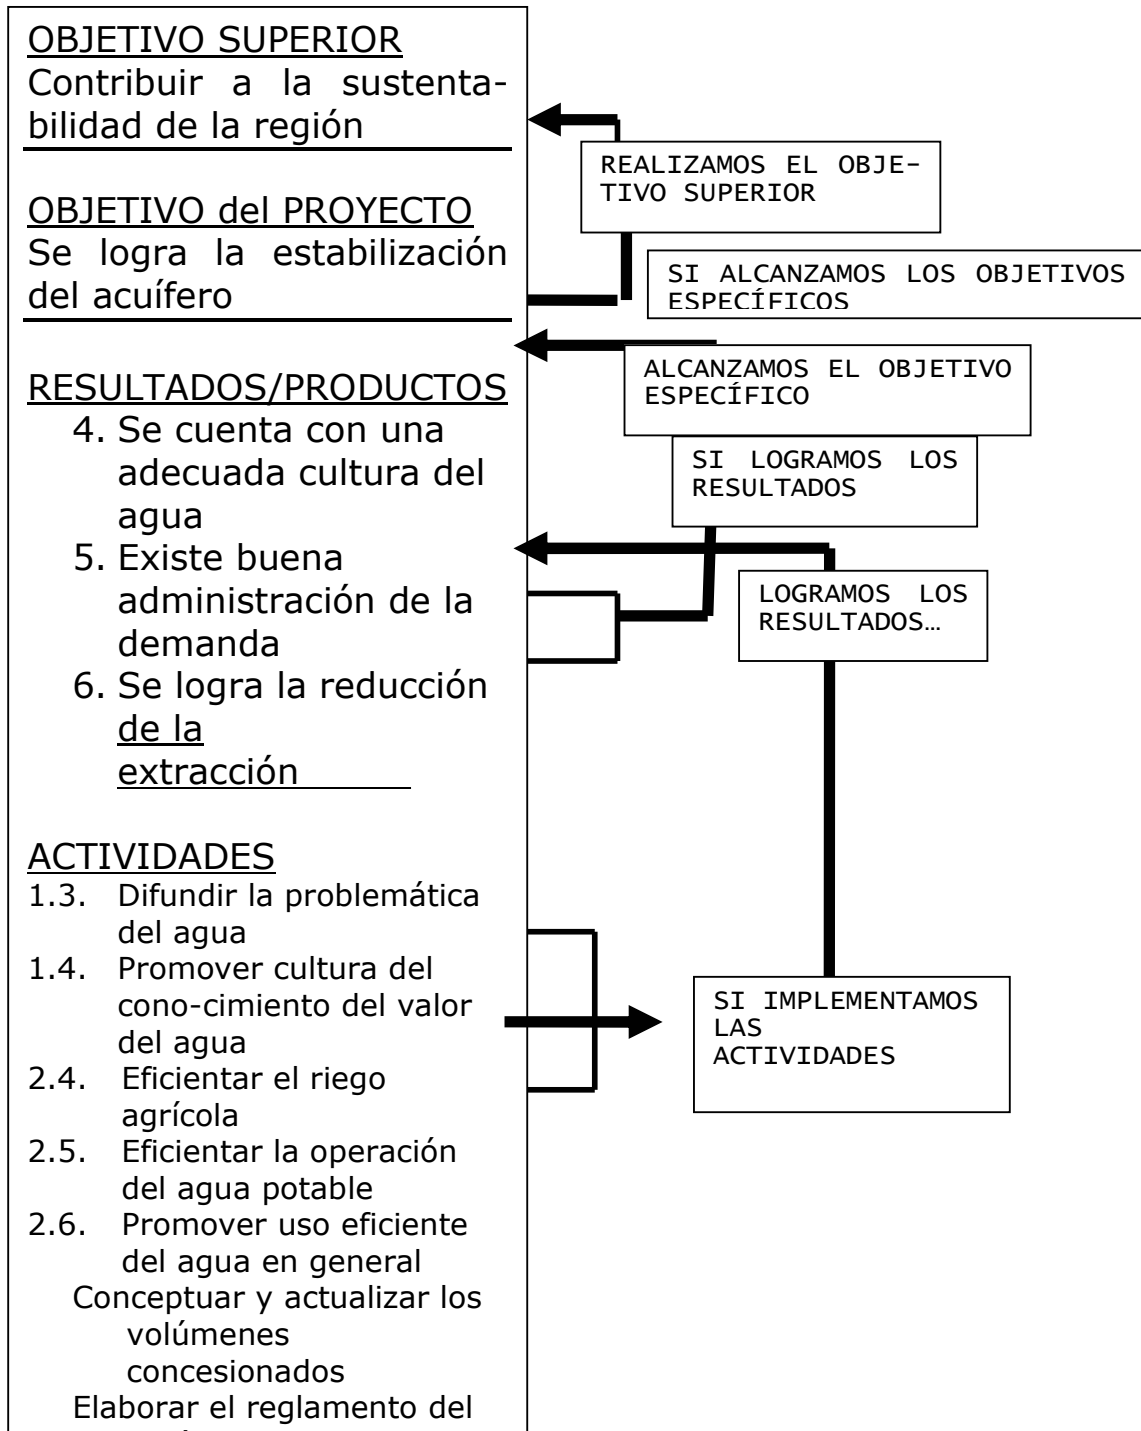 OBJETIVO SUPERIOR
Contribuir a la sustenta-
bilidad de la región
OBJETIVO del PROYECTO
Se logra la estabilización
del acuífero
RESULTADOS/PRODUCTOS
4. Se cuenta con una
adecuada cultura del
agua
5. Existe buena
administración de la
demanda
6. Se logra la reducción
de la
extracción
ACTIVIDADES
1.3. Difundir la problemática
del agua
1.4. Promover cultura del
cono-cimiento del valor
del agua
2.4. Eficientar el riego
agrícola
2.5. Eficientar la operación
del agua potable
2.6. Promover uso eficiente
del agua en general
Conceptuar y actualizar los
volúmenes
concesionados
Elaborar el reglamento del
REALIZAMOS EL OBJE-
TIVO SUPERIOR
SI ALCANZAMOS LOS OBJETIVOS
ESPECÍFICOS
ALCANZAMOS EL OBJETIVO
ESPECÍFICO
SI LOGRAMOS LOS
RESULTADOS
LOGRAMOS LOS
RESULTADOS…
SI IMPLEMENTAMOS
LAS
ACTIVIDADES